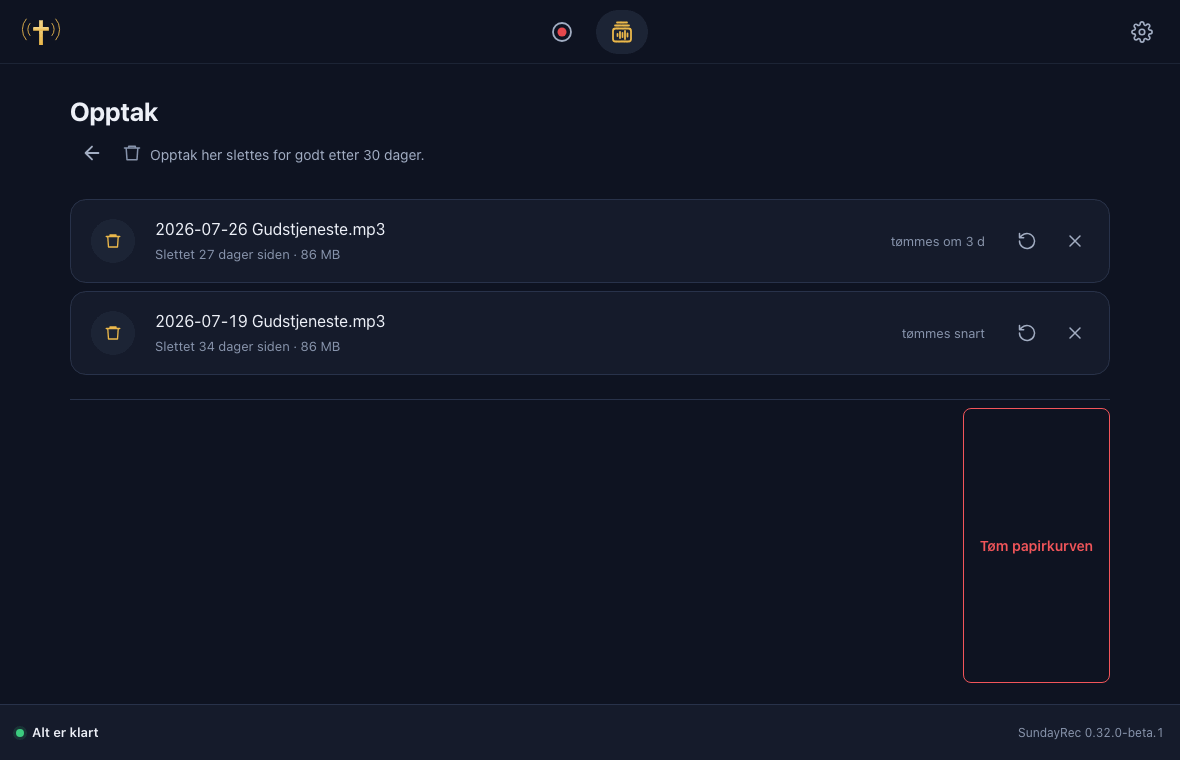 Opptak
Opptak her slettes for godt etter 30 dager.
2026-07-26 Gudstjeneste.mp3
Slettet 27 dager siden · 86 MB
tømmes om 3 d
2026-07-19 Gudstjeneste.mp3
Slettet 34 dager siden · 86 MB
tømmes snart
Tøm papirkurven
Alt er klart
SundayRec 0.32.0-beta.1